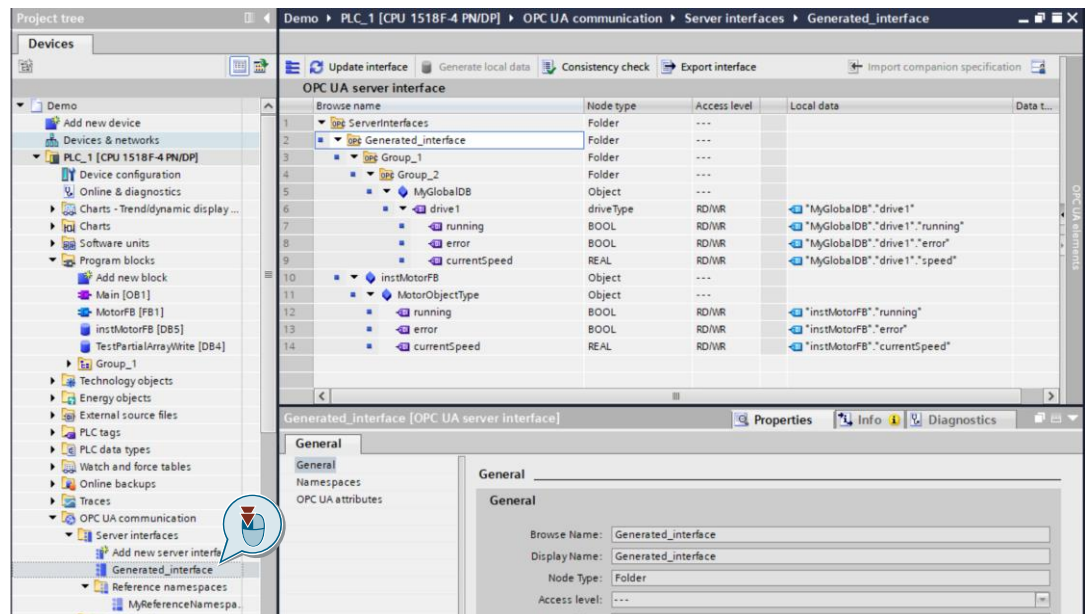 Project tree
Demo ▸ PLC_1 [CPU 1518F-4 PN/DP] ▸ OPC UA communication ▸ Server interfaces ▸ Generated_interface
Devices
Demo
Add new device
Devices & networks
PLC_1 [CPU 1518F-4 PN/DP]
Device configuration
Online & diagnostics
Charts - Trend/dynamic display ...
Charts
Software units
Program blocks
Add new block
Main [OB1]
MotorFB [FB1]
instMotorFB [DB5]
TestPartialArrayWrite [DB4]
Group_1
Technology objects
Energy objects
External source files
PLC tags
PLC data types
Watch and force tables
Online backups
Traces
OPC UA communication
Server interfaces
Add new server interfa
Generated_interface
Reference namespaces
MyReferenceNamespa..
Update interface Generate local data Consistency check Export interface Import companion specification
OPC UA server interface
Browse name Node type Access level Local data Data t...
1 OPC ServerInterfaces Folder ---
2 OPC Generated_interface Folder ---
3 OPC Group_1 Folder ---
4 OPC Group_2 Folder ---
5 MyGlobalDB Object ---
6 drive1 driveType RD/WR "MyGlobalDB"."drive1"
7 running BOOL RD/WR "MyGlobalDB"."drive1"."running"
8 error BOOL RD/WR "MyGlobalDB"."drive1"."error"
9 currentSpeed REAL RD/WR "MyGlobalDB"."drive1"."speed"
10 instMotorFB Object ---
11 MotorObjectType Object ---
12 running BOOL RD/WR "instMotorFB"."running"
13 error BOOL RD/WR "instMotorFB"."error"
14 currentSpeed REAL RD/WR "instMotorFB"."currentSpeed"
OPC UA elements
Generated_interface [OPC UA server interface]
Properties Info Diagnostics
General
General
Namespaces
OPC UA attributes
General
General
Browse Name: Generated_interface
Display Name: Generated_interface
Node Type: Folder
Access level: ---